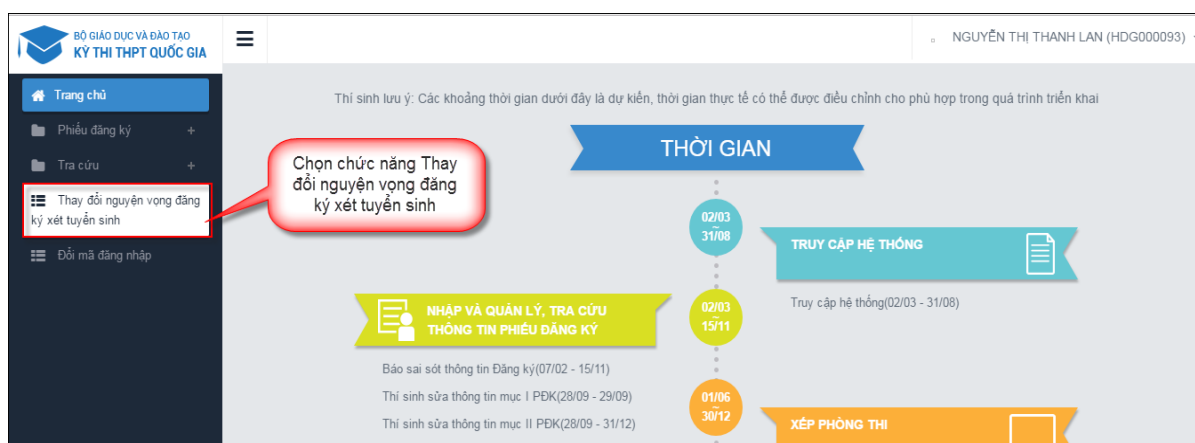 BỘ GIÁO DỤC VÀ ĐÀO TẠO
KỲ THI THPT QUỐC GIA
NGUYỄN THỊ THANH LAN (HDG000093)
Trang chủ
Phiếu đăng ký +
Tra cứu +
Thay đổi nguyện vọng đăng
ký xét tuyển sinh
Đổi mã đăng nhập
Chọn chức năng Thay
đổi nguyện vọng đăng
ký xét tuyển sinh
Thí sinh lưu ý: Các khoảng thời gian dưới đây là dự kiến, thời gian thực tế có thể được điều chỉnh cho phù hợp trong quá trình triển khai
THỜI GIAN
02/03
~
31/08
TRUY CẬP HỆ THỐNG
Truy cập hệ thống(02/03 - 31/08)
NHẬP VÀ QUẢN LÝ, TRA CỨU
THÔNG TIN PHIẾU ĐĂNG KÝ
02/03
~
15/11
Báo sai sót thông tin Đăng ký(07/02 - 15/11)
Thí sinh sửa thông tin mục I PĐK(28/09 - 29/09)
Thí sinh sửa thông tin mục II PĐK(28/09 - 31/12)
01/06
~
30/12
XẾP PHÒNG THI